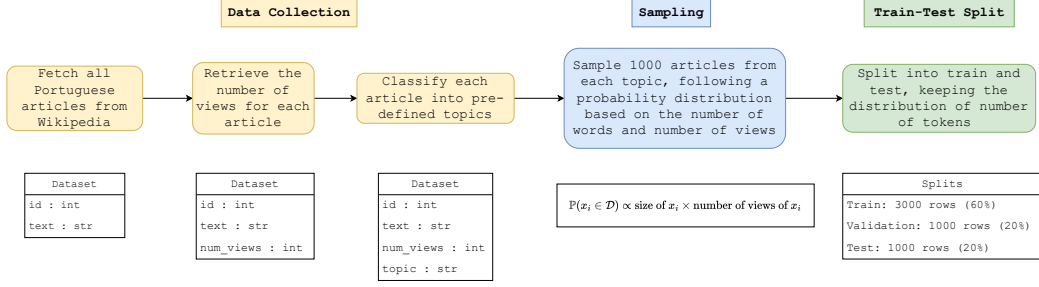 Data Collection
Sampling
Train-Test Split
Fetch all
Portuguese
articles from
Wikipedia
Retrieve the
number of
views for each
article
Classify each
article into pre-
defined topics
Sample 1000 articles from
each topic, following a
probability distribution
based on the number of
words and number of views
Split into train and
test, keeping the
distribution of number
of tokens
Dataset
id : int
text : str
Dataset
id : int
text : str
num_views : int
Dataset
id : int
text : str
num_views : int
topic : str
ℙ(x_i ∈ 𝒟) ∝ size of x_i × number of views of x_i
Splits
Train: 3000 rows (60%)
Validation: 1000 rows (20%)
Test: 1000 rows (20%)